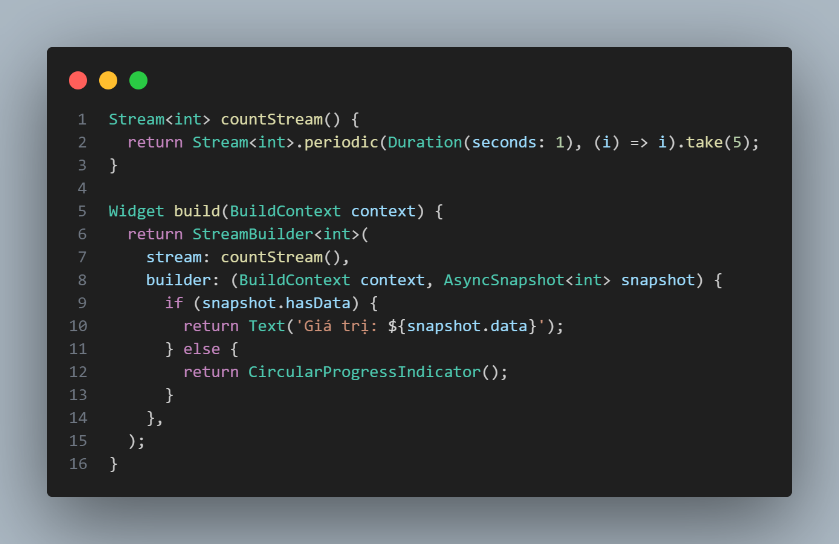 1 Stream<int> countStream() {
2   return Stream<int>.periodic(Duration(seconds: 1), (i) => i).take(5);
3 }
4
5 Widget build(BuildContext context) {
6   return StreamBuilder<int>(
7     stream: countStream(),
8     builder: (BuildContext context, AsyncSnapshot<int> snapshot) {
9       if (snapshot.hasData) {
10         return Text('Giá trị: ${snapshot.data}');
11       } else {
12         return CircularProgressIndicator();
13       }
14     },
15   );
16 }